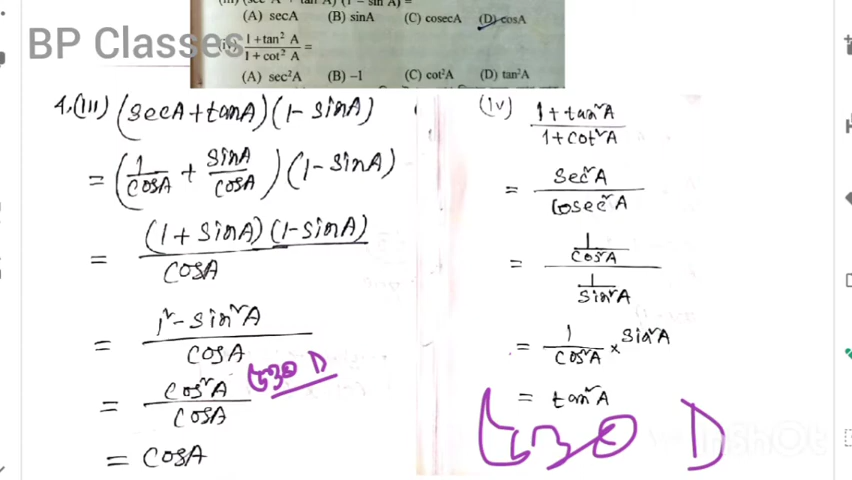 (A) secA (B) sinA (C) cosecA (D) cosA
BP Classes
1+tan² A
1+cot² A
=
(A) sec²A (B) –1 (C) cot²A (D) tan²A
4.(iii) (secA+tanA)(1-sinA)
= (1/cosA + sinA/cosA)(1-sinA)
= (1+sinA)(1-sinA)
cosA
= 1²-sin²A
cosA
= cos²A
cosA
D
= cosA
(iv) 1+tan²A
1+cot²A
= sec²A
cosec²A
= 1/cos²A
1/sin²A
= 1/cos²A × sin²A
= tan²A
D
InShOt